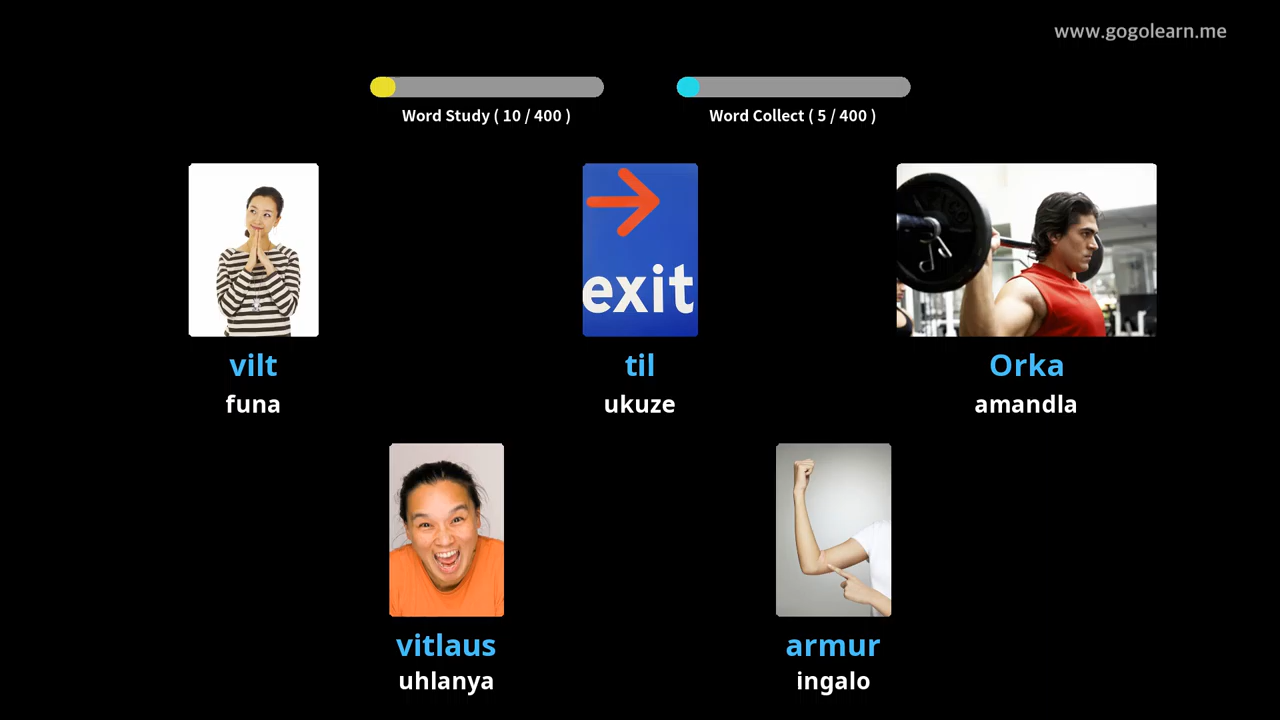 www.gogolearn.me
Word Study ( 10 / 400 )
Word Collect ( 5 / 400 )
exit
vilt
til
Orka
funa
ukuze
amandla
vitlaus
armur
uhlanya
ingalo